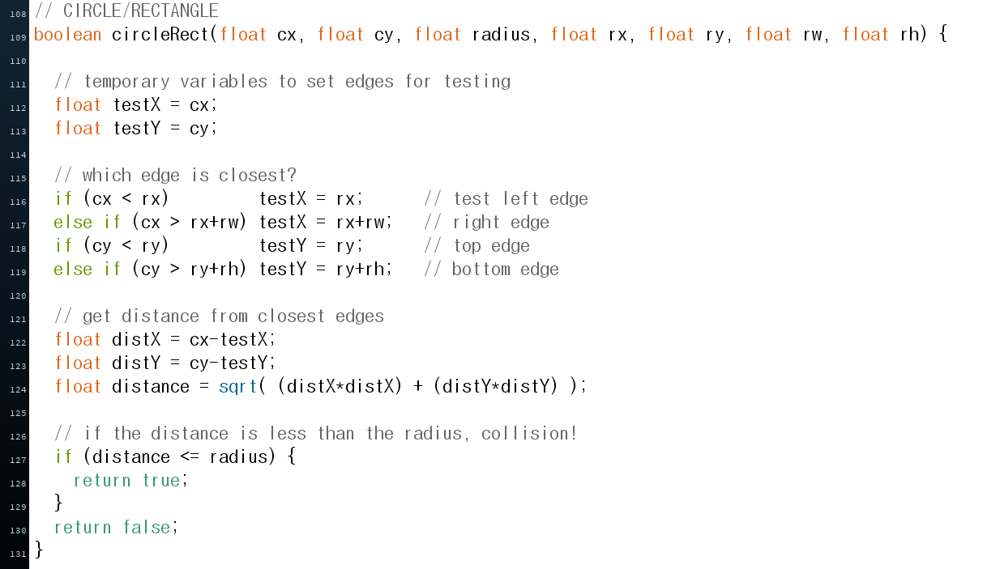 108 // CIRCLE/RECTANGLE
109 boolean circleRect(float cx, float cy, float radius, float rx, float ry, float rw, float rh) {
110
111   // temporary variables to set edges for testing
112   float testX = cx;
113   float testY = cy;
114
115   // which edge is closest?
116   if (cx < rx)         testX = rx;      // test left edge
117   else if (cx > rx+rw) testX = rx+rw;   // right edge
118   if (cy < ry)         testY = ry;      // top edge
119   else if (cy > ry+rh) testY = ry+rh;   // bottom edge
120
121   // get distance from closest edges
122   float distX = cx-testX;
123   float distY = cy-testY;
124   float distance = sqrt( (distX*distX) + (distY*distY) );
125
126   // if the distance is less than the radius, collision!
127   if (distance <= radius) {
128     return true;
129   }
130   return false;
131 }